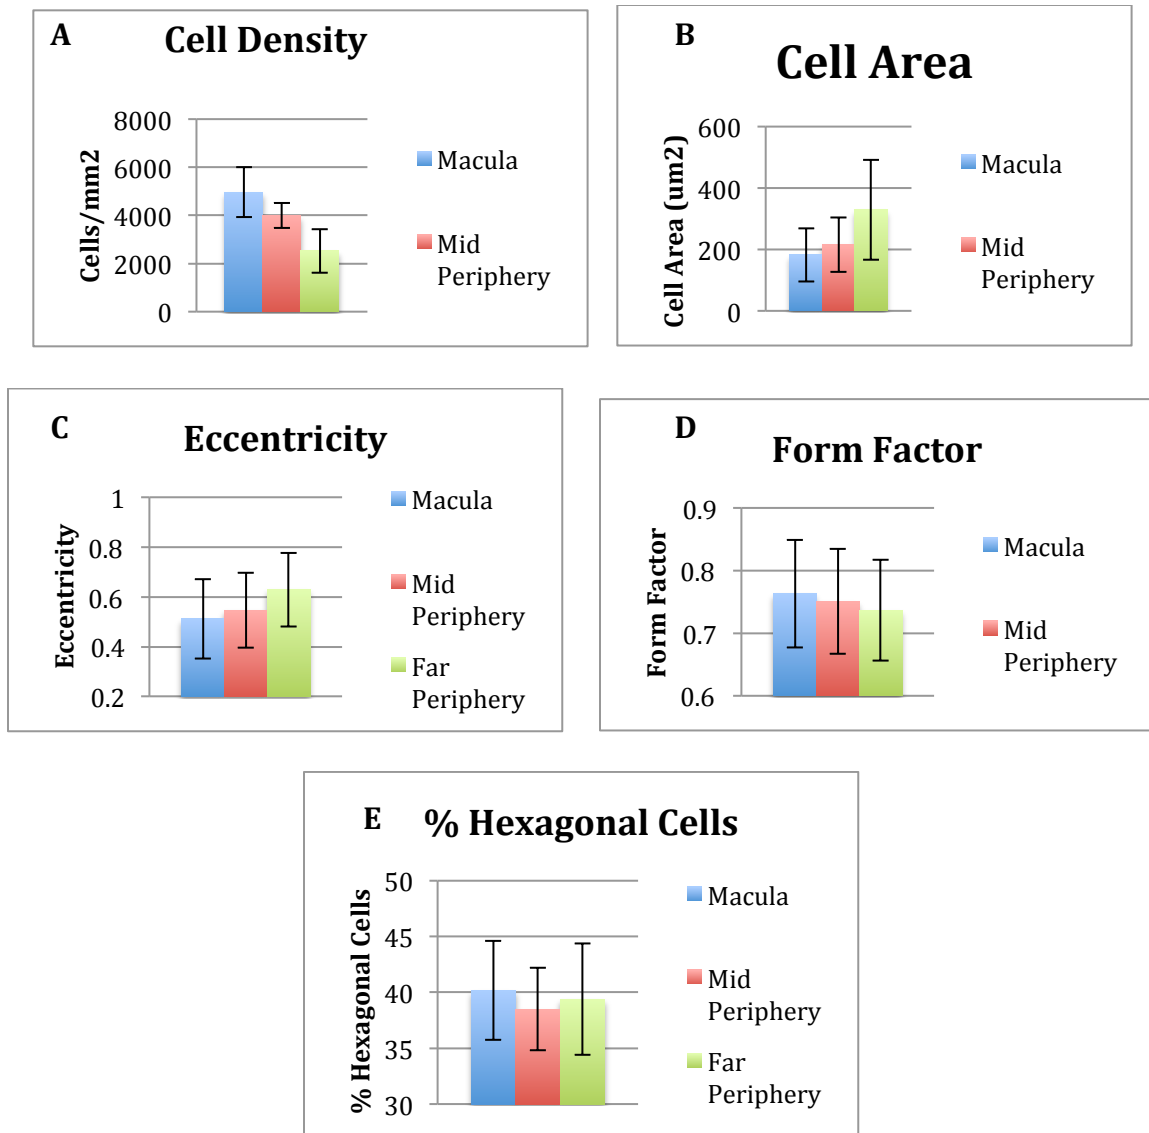 A
Cell Density
Cells/mm2
8000
6000
4000
2000
0
Macula
Mid
Periphery
B
Cell Area
Cell Area (um2)
600
400
200
0
Macula
Mid
Periphery
C
Eccentricity
Eccentricity
1
0.8
0.6
0.4
0.2
Macula
Mid
Periphery
Far
Periphery
D
Form Factor
Form Factor
0.9
0.8
0.7
0.6
Macula
Mid
Periphery
E
% Hexagonal Cells
% Hexagonal Cells
50
45
40
35
30
Macula
Mid
Periphery
Far
Periphery